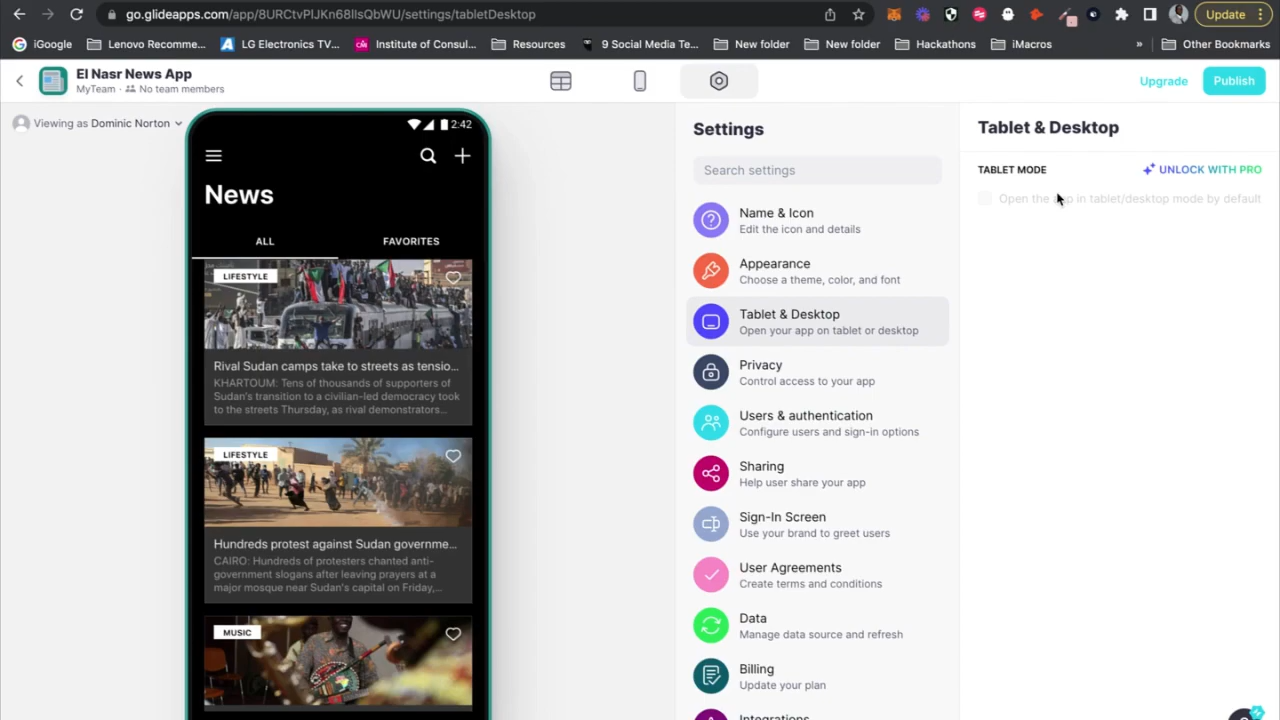 go.glideapps.com/app/8URCtvPlJKn68IlsQbWU/settings/tabletDesktop
Update
iGoogle
Lenovo Recomme...
LG Electronics TV...
Institute of Consul...
Resources
9 Social Media Te...
New folder
New folder
Hackathons
iMacros
»
Other Bookmarks
El Nasr News App
MyTeam · No team members
Upgrade
Publish
Viewing as Dominic Norton
2:42
News
ALL
FAVORITES
LIFESTYLE
Rival Sudan camps take to streets as tensio...
KHARTOUM: Tens of thousands of supporters of
Sudan's transition to a civilian-led democracy took
to the streets Thursday, as rival demonstrators...
LIFESTYLE
Hundreds protest against Sudan governme...
CAIRO: Hundreds of protesters chanted anti-
government slogans after leaving prayers at a
major mosque near Sudan's capital on Friday,...
MUSIC
Settings
Search settings
Name & Icon
Edit the icon and details
Appearance
Choose a theme, color, and font
Tablet & Desktop
Open your app on tablet or desktop
Privacy
Control access to your app
Users & authentication
Configure users and sign-in options
Sharing
Help user share your app
Sign-In Screen
Use your brand to greet users
User Agreements
Create terms and conditions
Data
Manage data source and refresh
Billing
Update your plan
Integrations
Tablet & Desktop
TABLET MODE
UNLOCK WITH PRO
Open the app in tablet/desktop mode by default